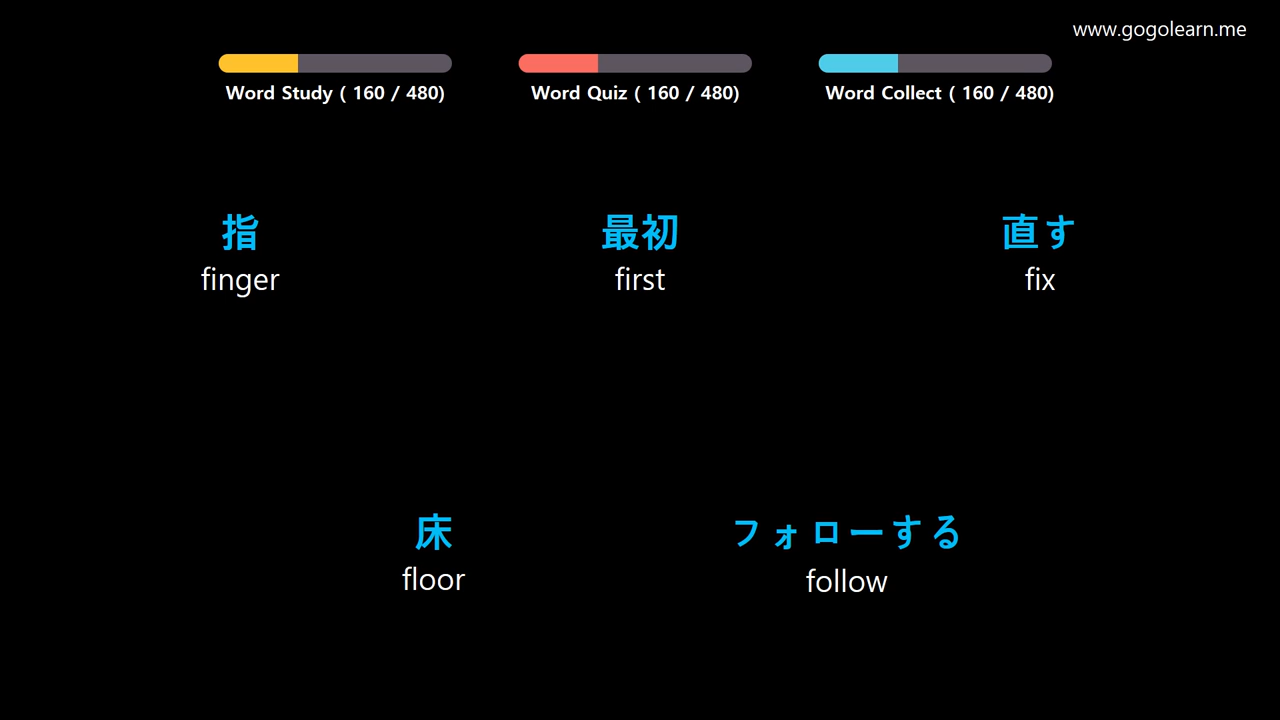 www.gogolearn.me
Word Study ( 160 / 480)
Word Quiz ( 160 / 480)
Word Collect ( 160 / 480)
指
finger
最初
first
直す
fix
床
floor
フォローする
follow